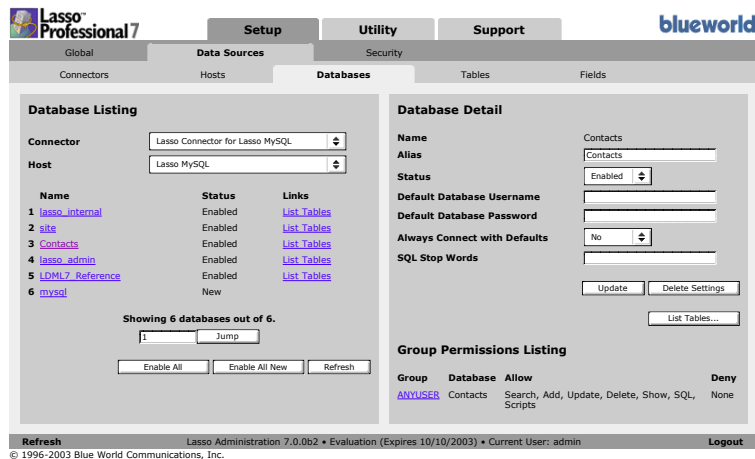 Lasso™
Professional 7
Setup Utility Support
blueworld
Global Data Sources Security
Connectors Hosts Databases Tables Fields
Database Listing
Connector Lasso Connector for Lasso MySQL
Host Lasso MySQL
Name Status Links
1 lasso_internal Enabled List Tables
2 site Enabled List Tables
3 Contacts Enabled List Tables
4 lasso_admin Enabled List Tables
5 LDML7_Reference Enabled List Tables
6 mysql New
Showing 6 databases out of 6.
1 Jump
Enable All Enable All New Refresh
Database Detail
Name Contacts
Alias Contacts
Status Enabled
Default Database Username
Default Database Password
Always Connect with Defaults No
SQL Stop Words
Update Delete Settings
List Tables...
Group Permissions Listing
Group Database Allow Deny
ANYUSER Contacts Search, Add, Update, Delete, Show, SQL, None
Scripts
Refresh Lasso Administration 7.0.0b2 • Evaluation (Expires 10/10/2003) • Current User: admin Logout
© 1996-2003 Blue World Communications, Inc.